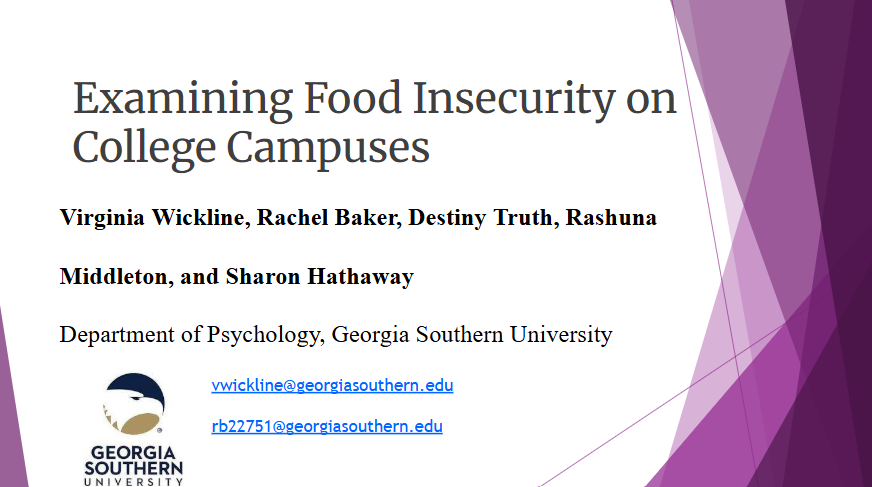 Examining Food Insecurity on
College Campuses
Virginia Wickline, Rachel Baker, Destiny Truth, Rashuna
Middleton, and Sharon Hathaway
Department of Psychology, Georgia Southern University
vwickline@georgiasouthern.edu
rb22751@georgiasouthern.edu
GEORGIA
SOUTHERN
UNIVERSITY